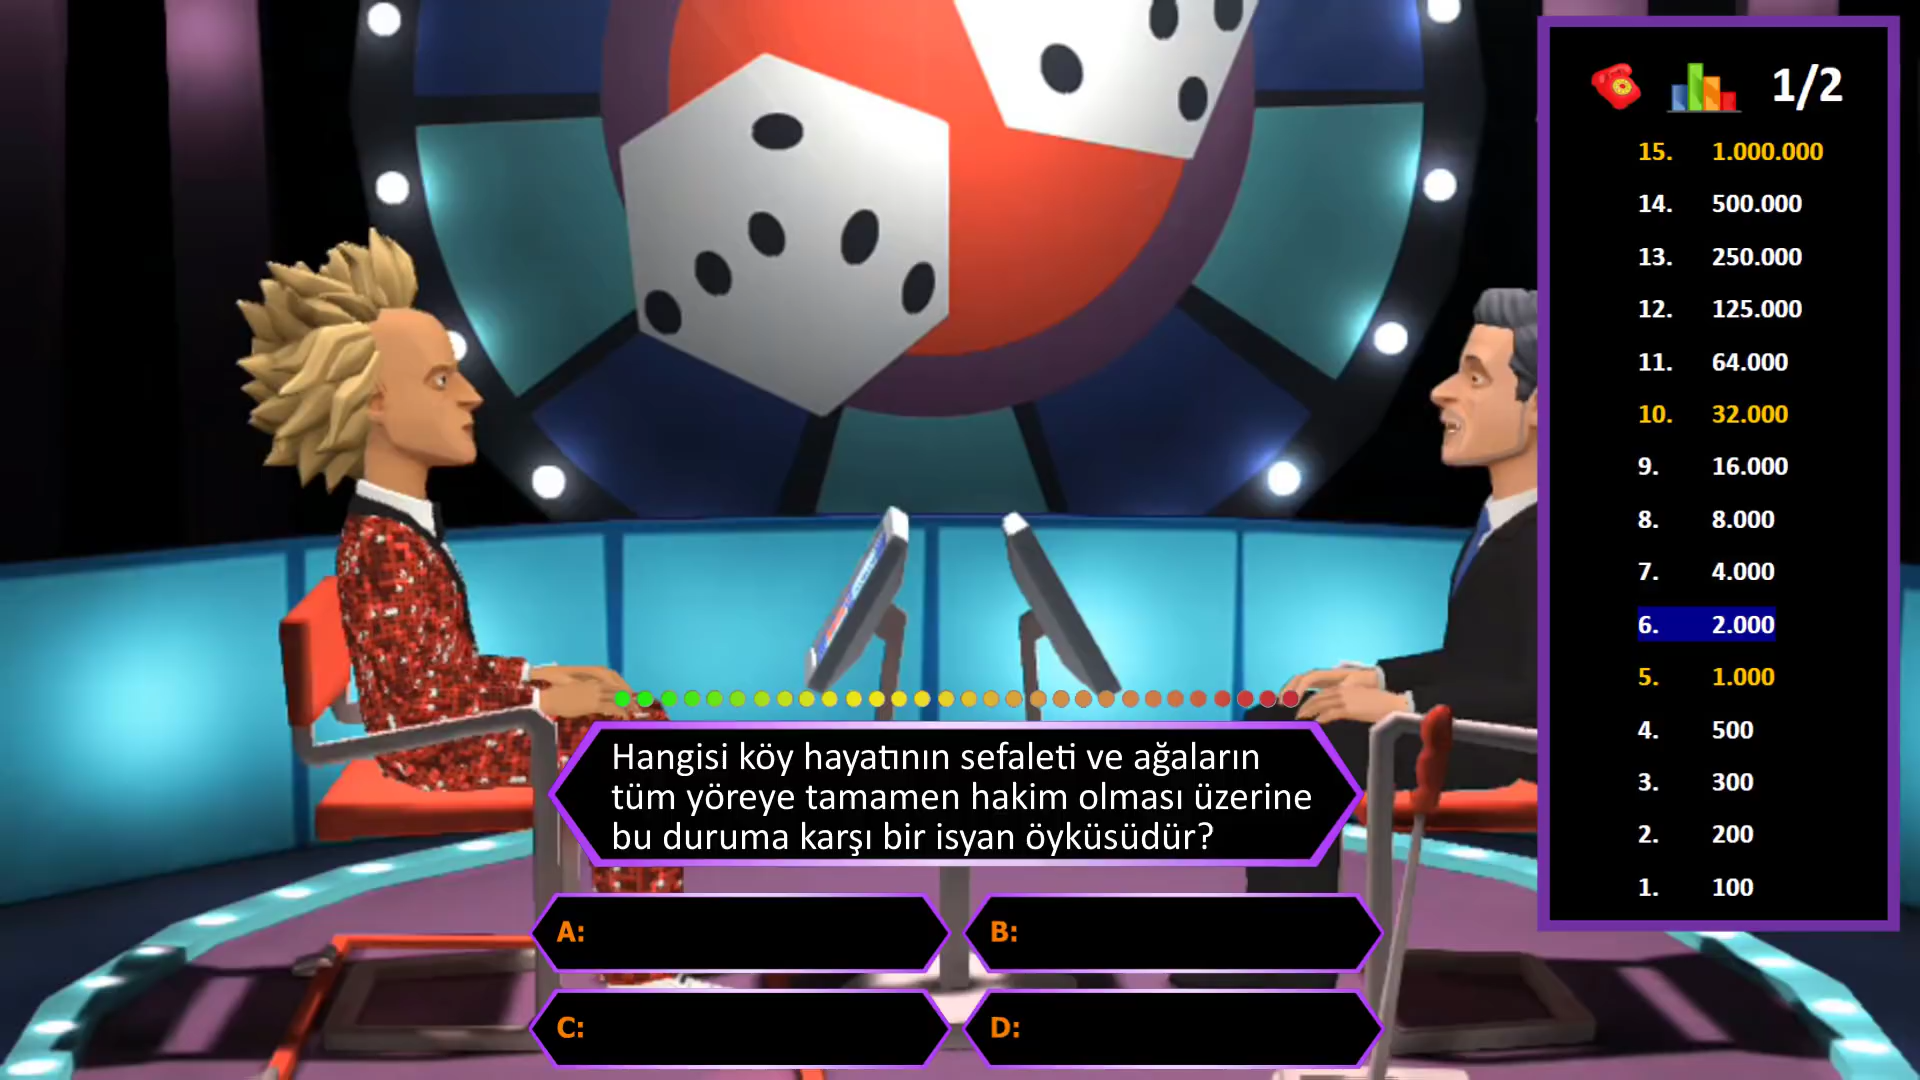 1/2
15. 1.000.000
14. 500.000
13. 250.000
12. 125.000
11. 64.000
10. 32.000
9. 16.000
8. 8.000
7. 4.000
6. 2.000
5. 1.000
4. 500
3. 300
2. 200
1. 100
Hangisi köy hayatının sefaleti ve ağaların
tüm yöreye tamamen hakim olması üzerine
bu duruma karşı bir isyan öyküsüdür?
A:
B:
C:
D: